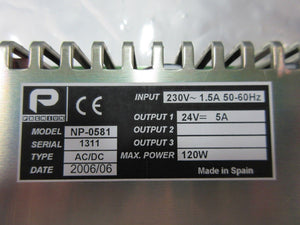 P
PREMIUM
CE
INPUT 230V~ 1.5A 50-60Hz
OUTPUT 1 24V= 5A
MODEL NP-0581 OUTPUT 2
SERIAL 1311 OUTPUT 3
TYPE AC/DC MAX. POWER 120W
DATE 2006/06 Made in Spain